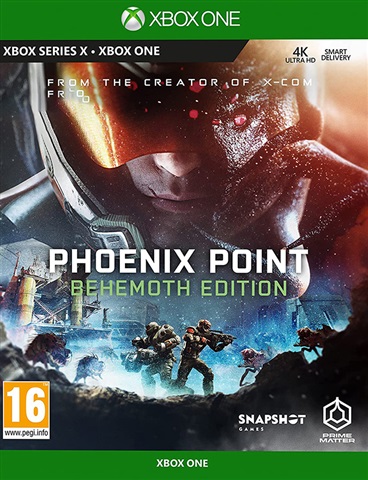 XBOX ONE
XBOX SERIES X • XBOX ONE
4K
ULTRA HD
SMART
DELIVERY
FROM THE CREATOR OF X-COM
PHOENIX POINT
BEHEMOTH EDITION
16
www.pegi.info
SNAPSHOT
GAMES
PRIME
MATTER
XBOX ONE